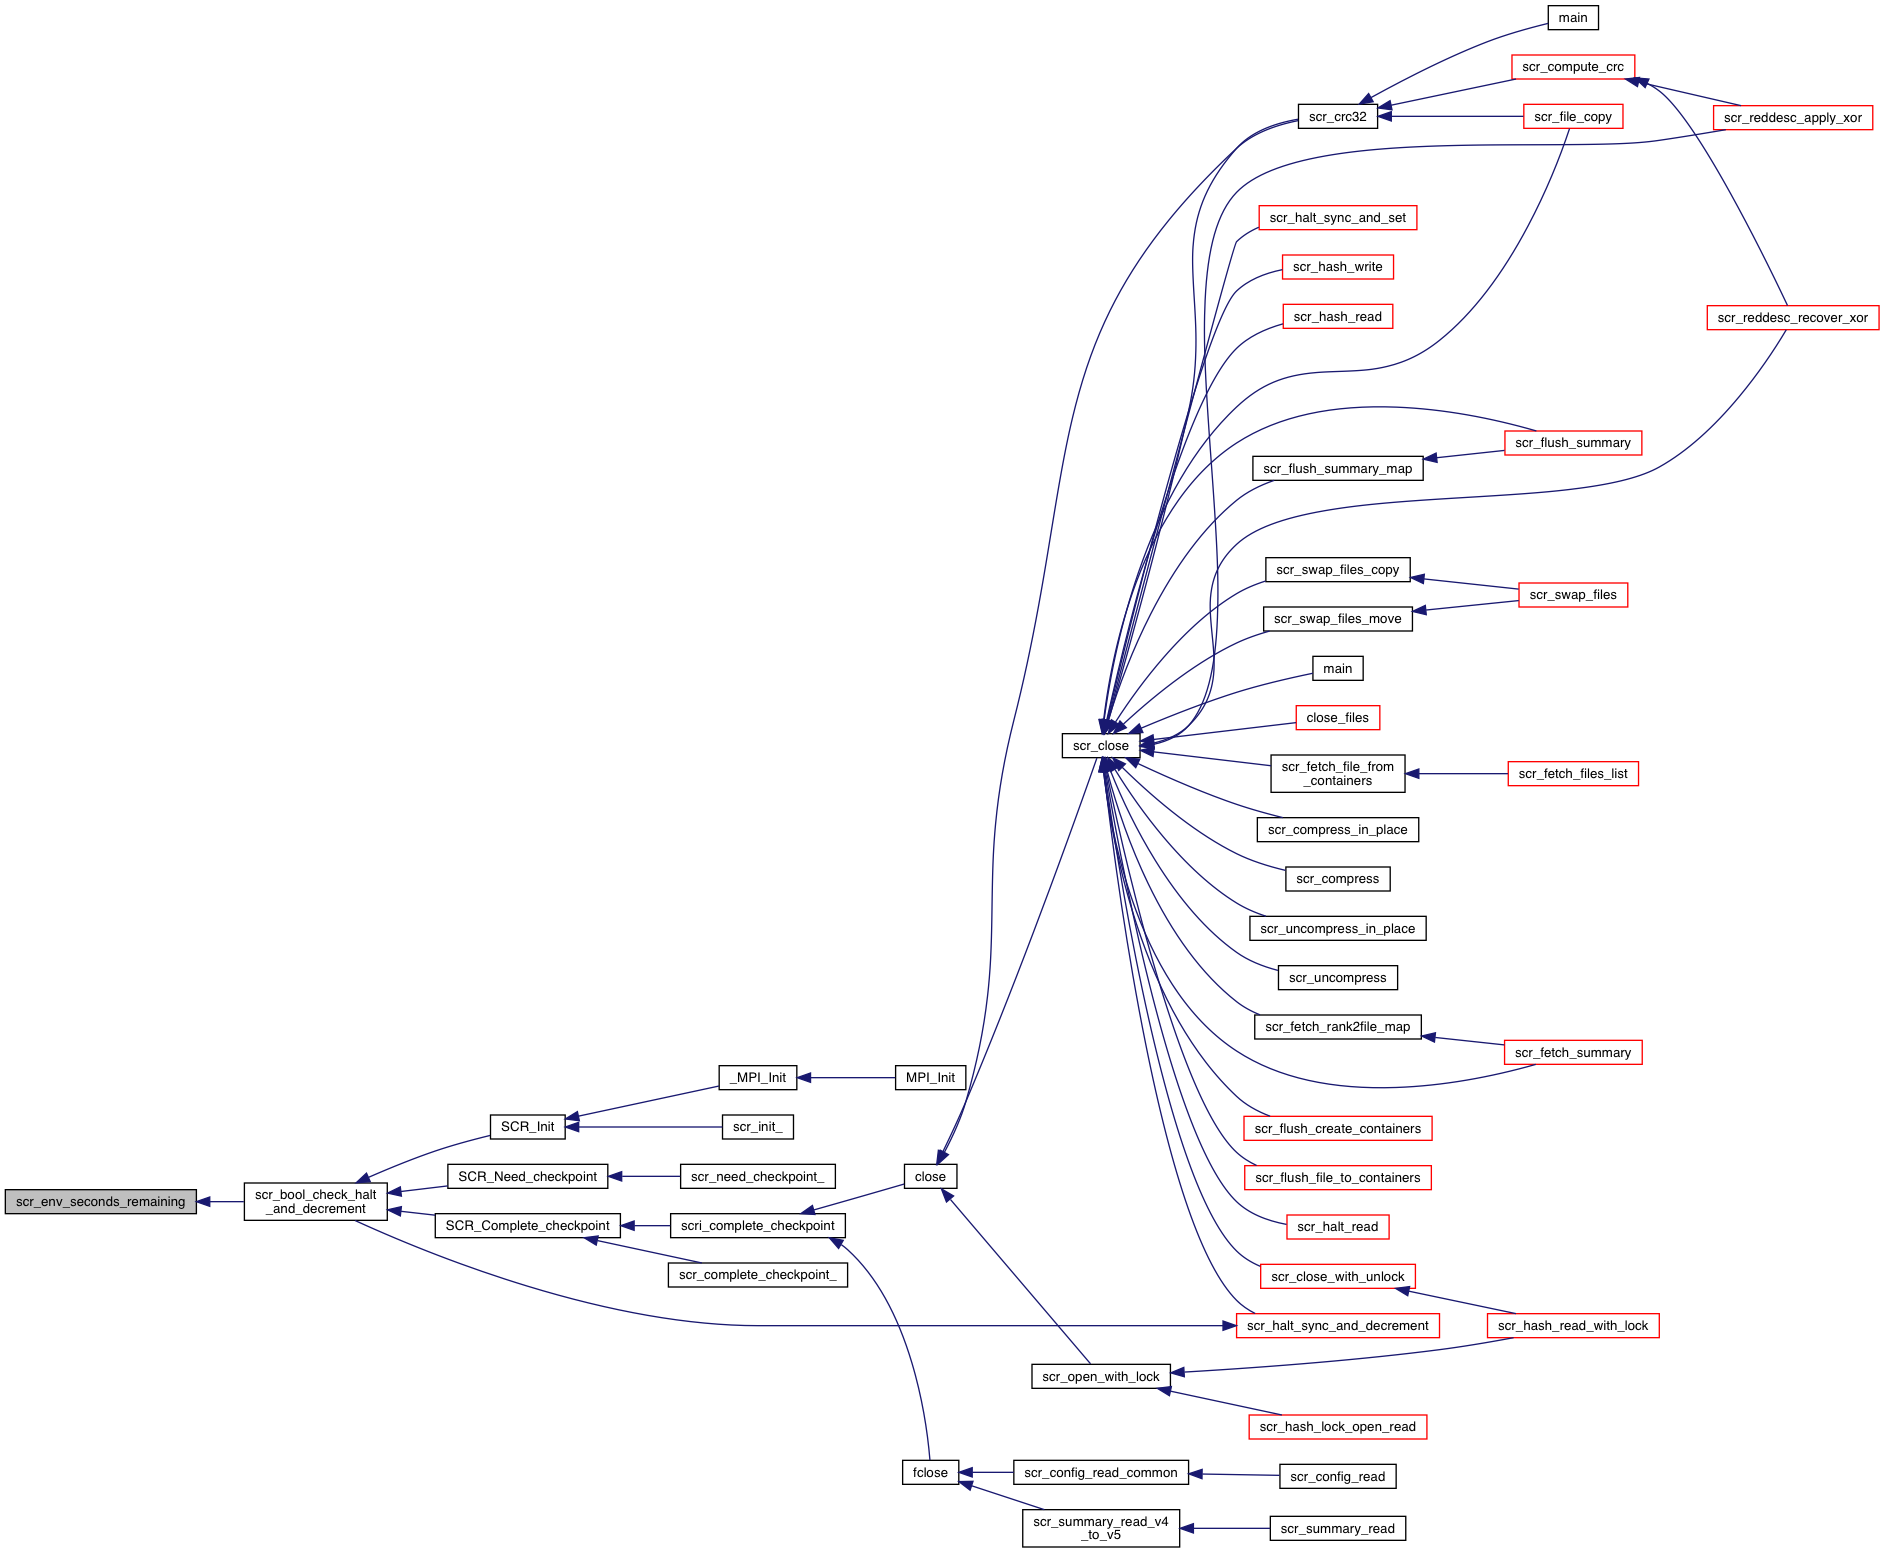 main
scr_compute_crc
scr_crc32
scr_file_copy
scr_reddesc_apply_xor
scr_halt_sync_and_set
scr_hash_write
scr_hash_read
scr_reddesc_recover_xor
scr_flush_summary
scr_flush_summary_map
scr_swap_files_copy
scr_swap_files
scr_swap_files_move
main
close_files
scr_close
scr_fetch_file_from
_containers
scr_fetch_files_list
scr_compress_in_place
scr_compress
scr_uncompress_in_place
scr_uncompress
scr_fetch_rank2file_map
scr_fetch_summary
_MPI_Init
MPI_Init
SCR_Init
scr_init_
scr_flush_create_containers
SCR_Need_checkpoint
scr_need_checkpoint_
close
scr_flush_file_to_containers
scr_env_seconds_remaining
scr_bool_check_halt
_and_decrement
SCR_Complete_checkpoint
scri_complete_checkpoint
scr_halt_read
scr_complete_checkpoint_
scr_close_with_unlock
scr_halt_sync_and_decrement
scr_hash_read_with_lock
scr_open_with_lock
scr_hash_lock_open_read
fclose
scr_config_read_common
scr_config_read
scr_summary_read_v4
_to_v5
scr_summary_read